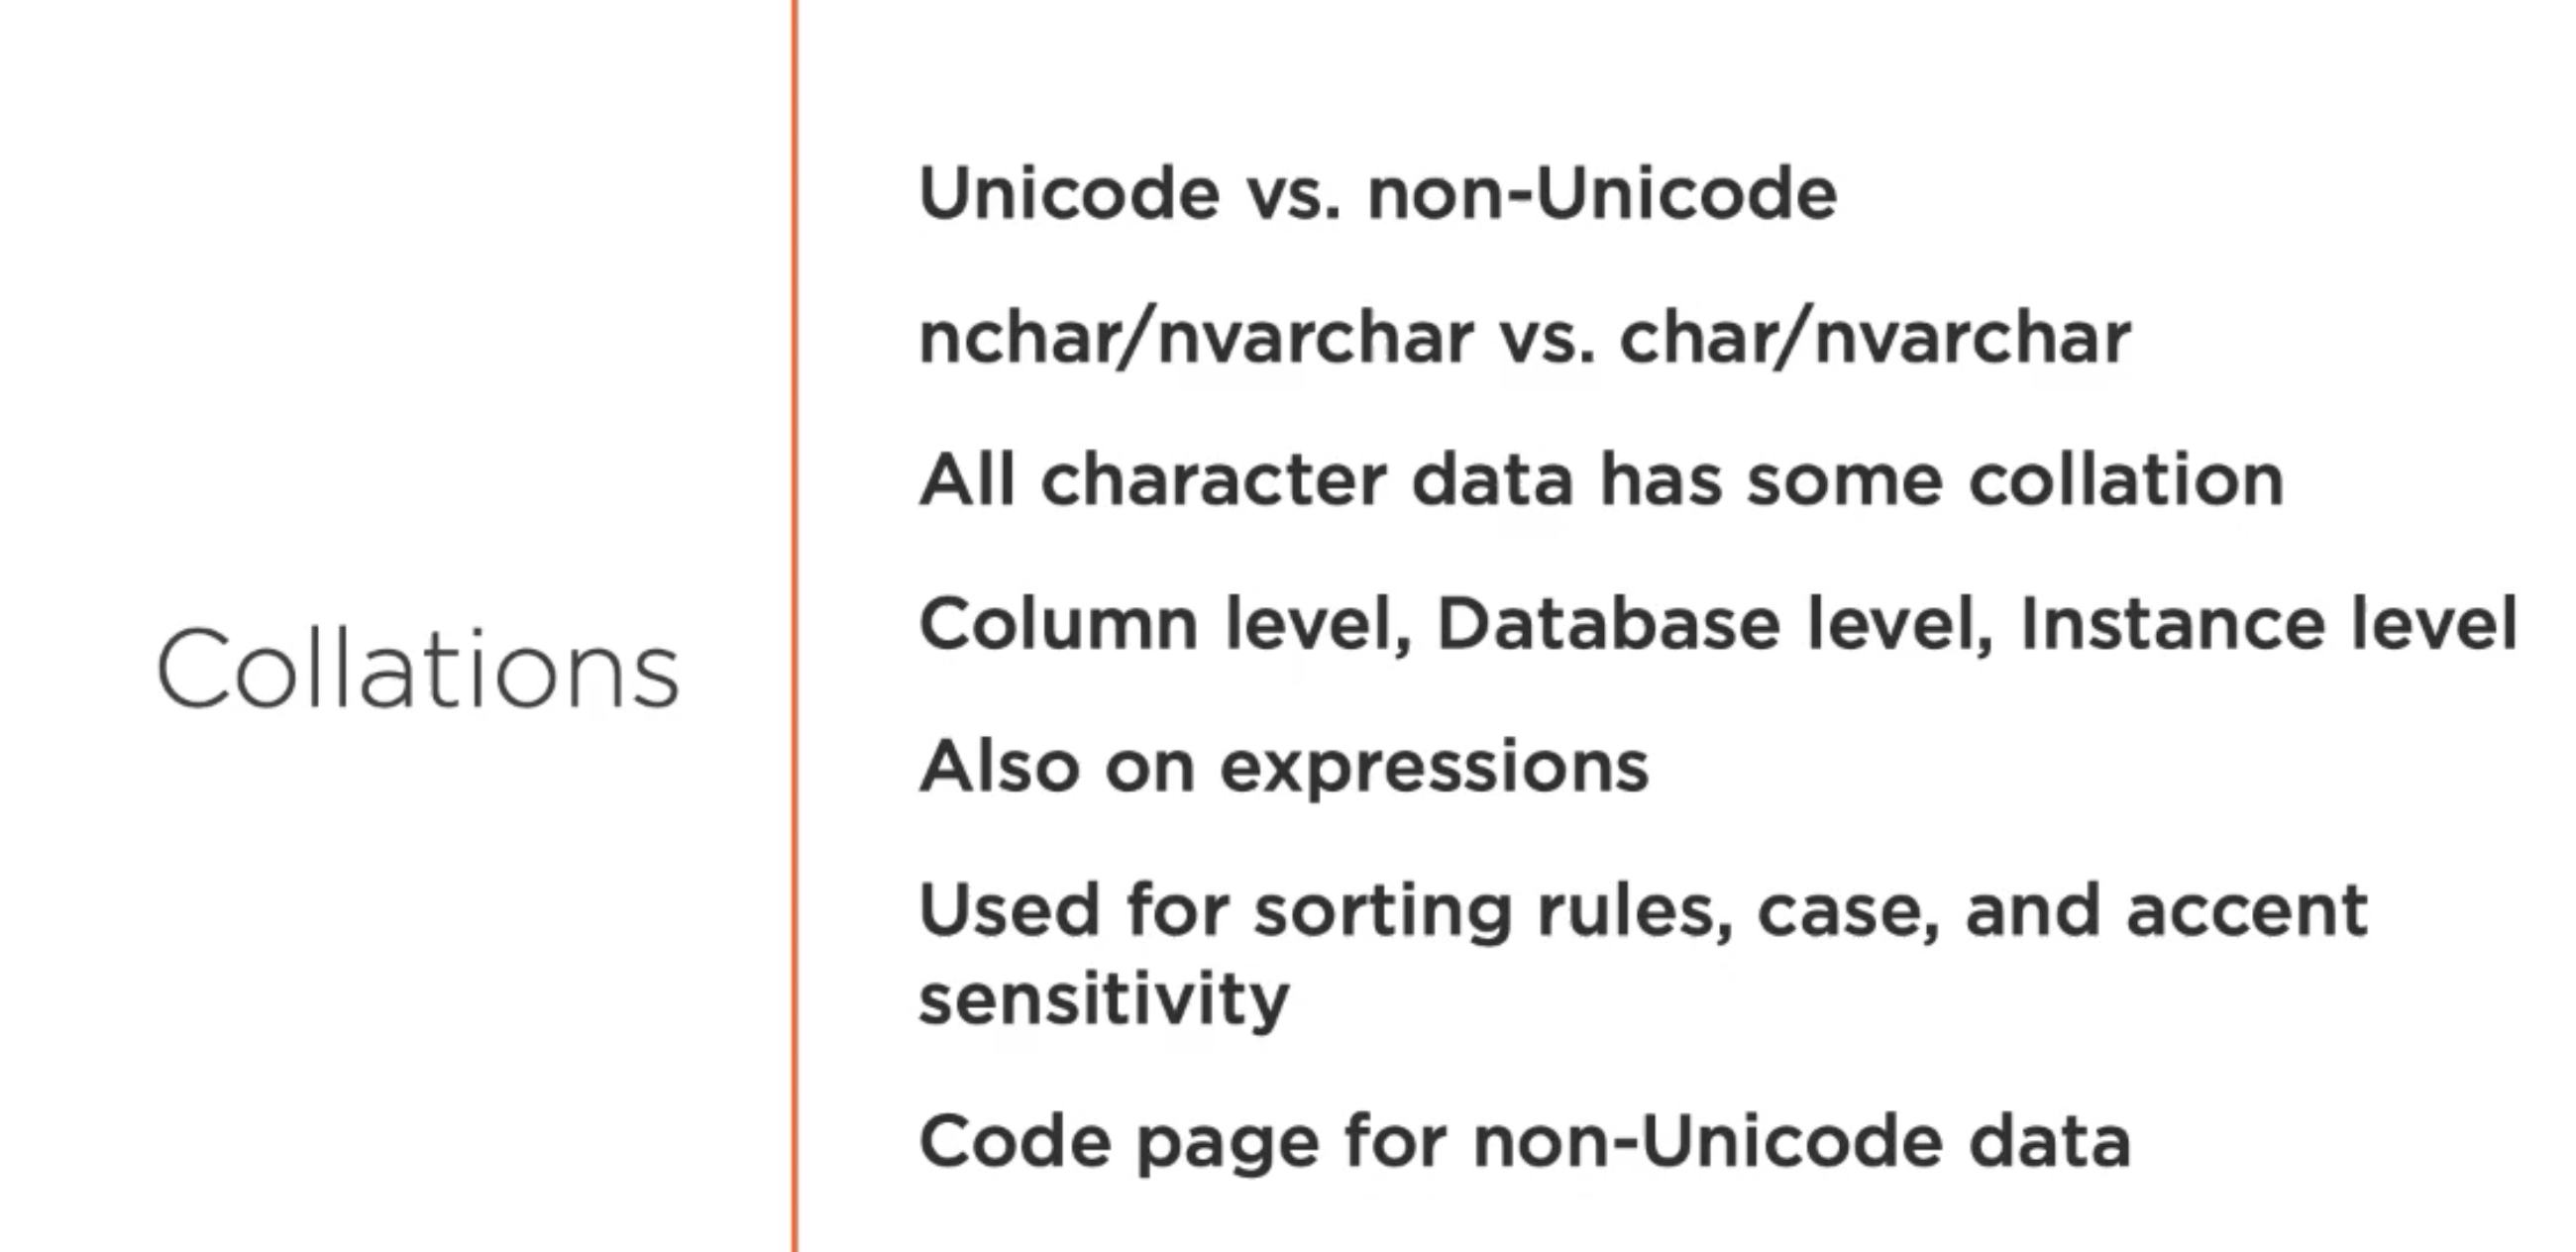 Collations
Unicode vs. non-Unicode
nchar/nvarchar vs. char/nvarchar
All character data has some collation
Column level, Database level, Instance level
Also on expressions
Used for sorting rules, case, and accent
sensitivity
Code page for non-Unicode data